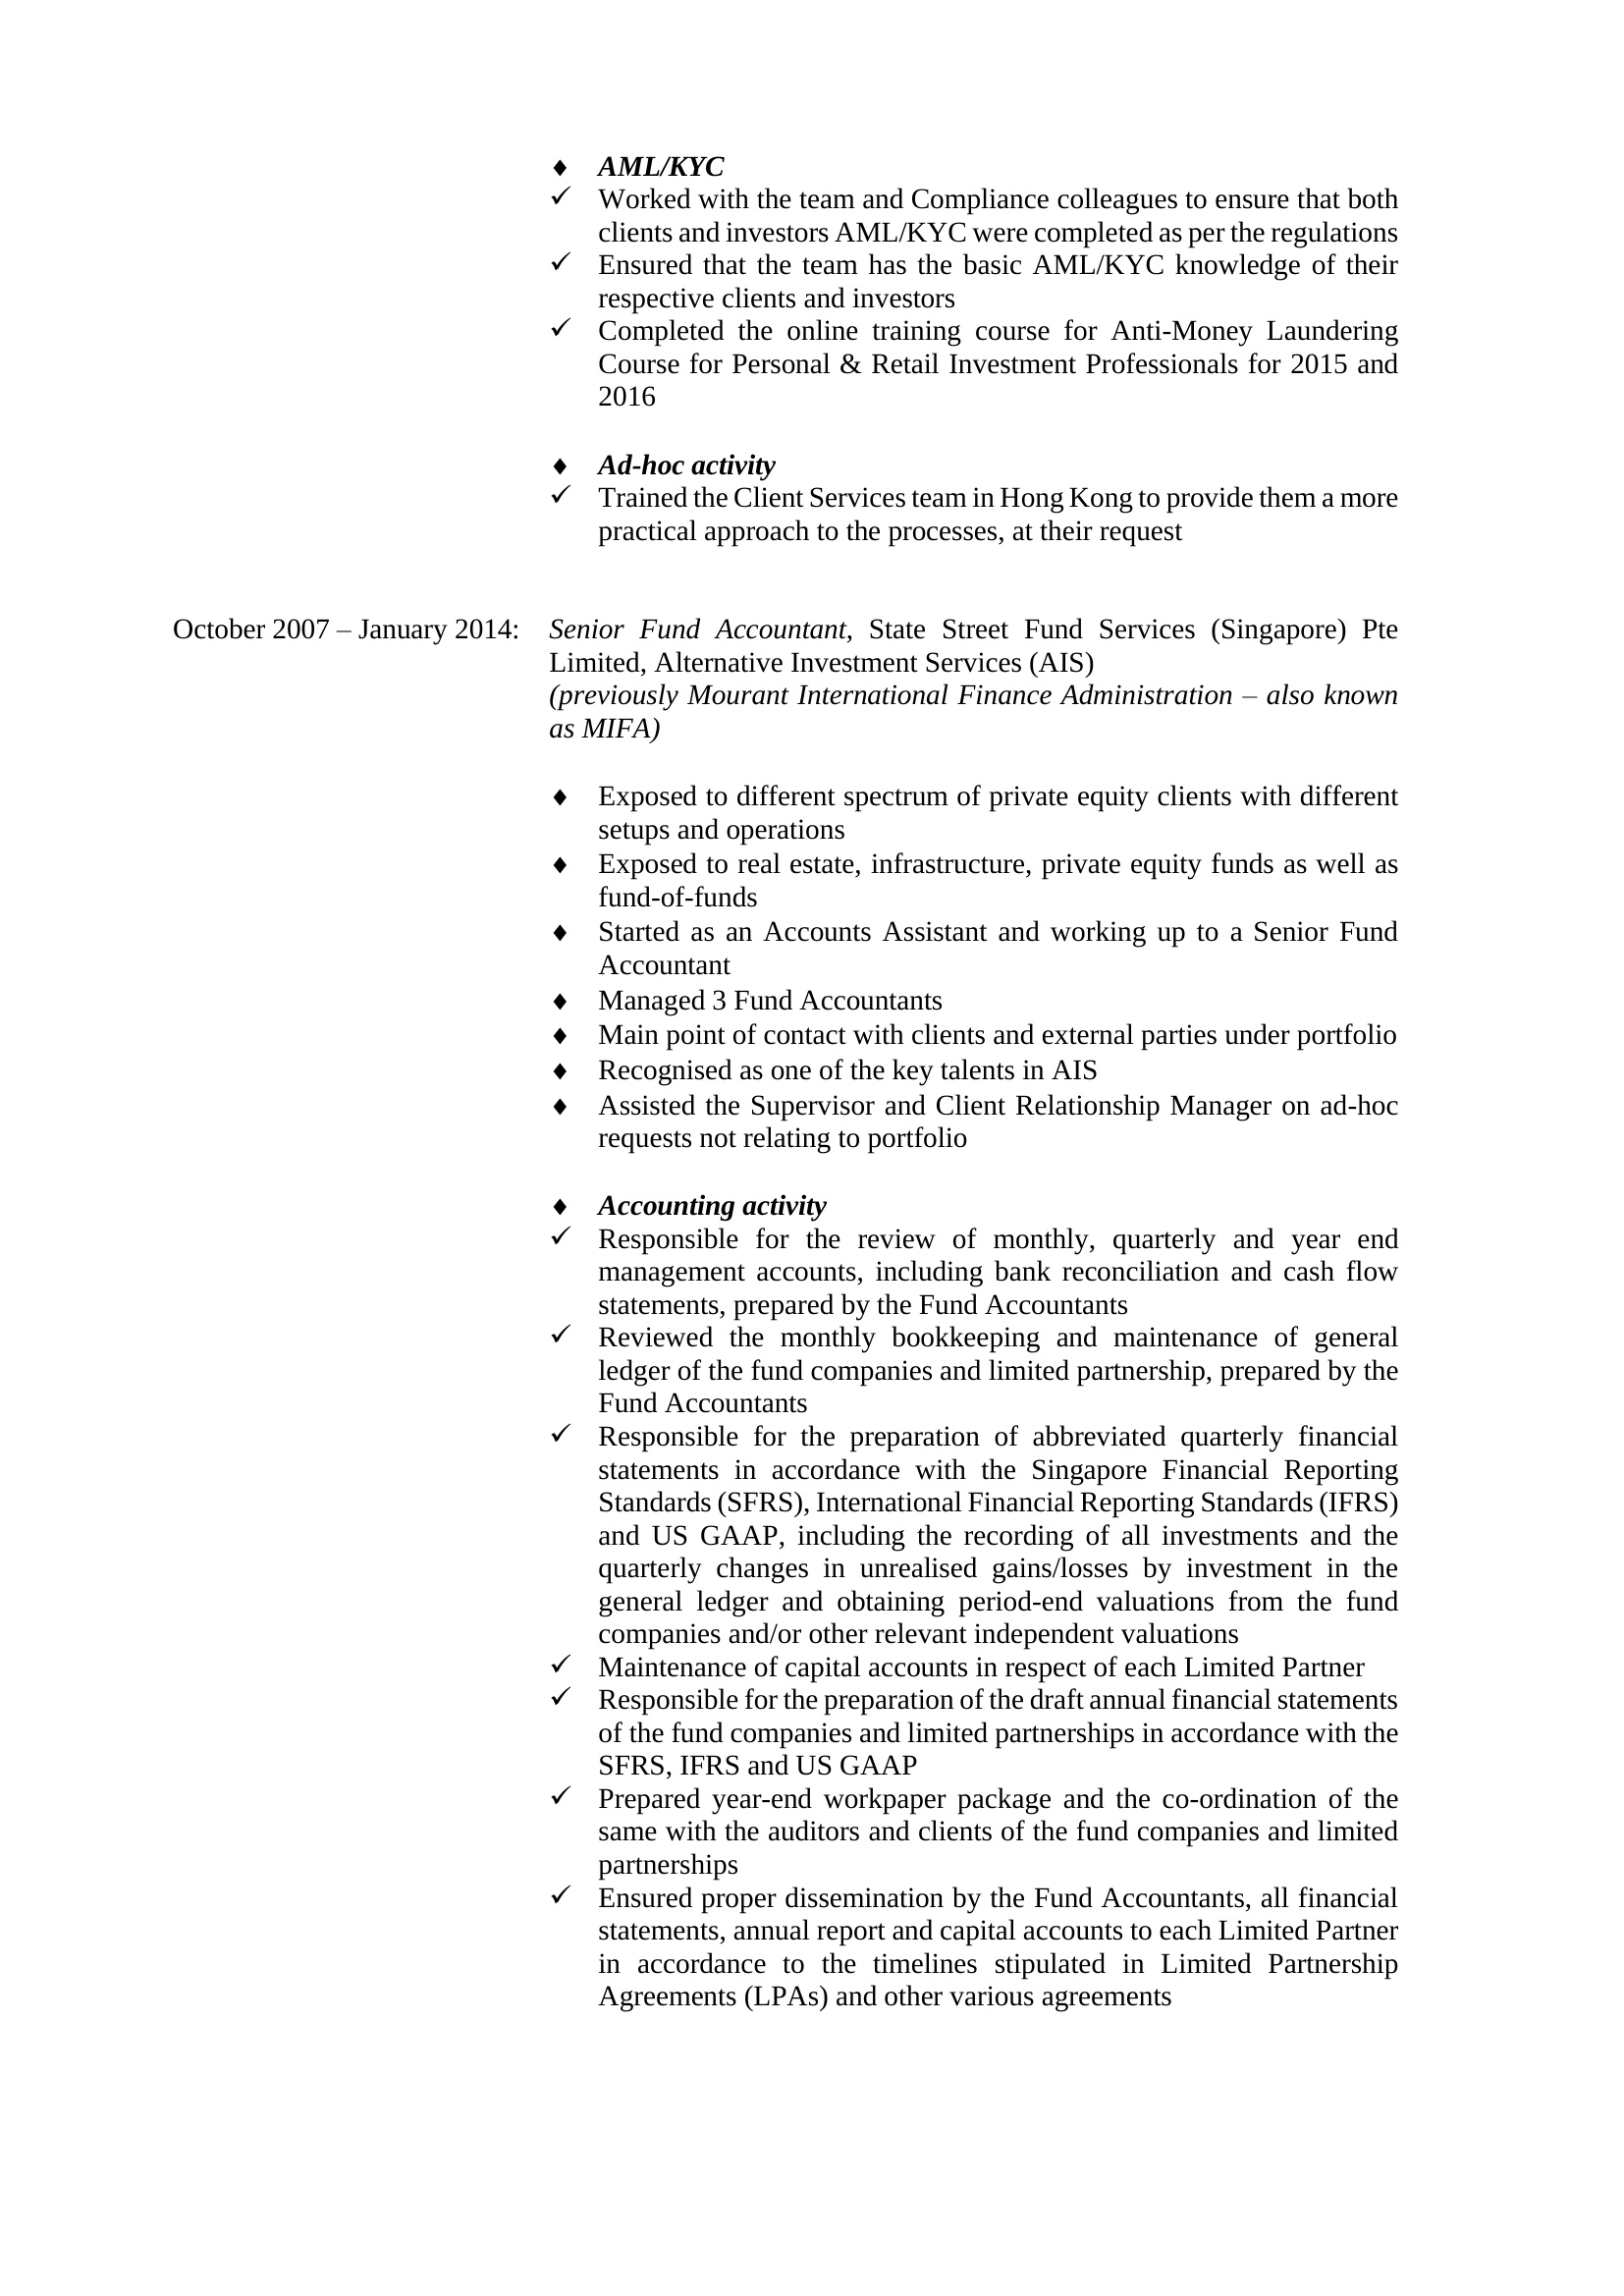 ♦ AML/KYC
✓ Worked with the team and Compliance colleagues to ensure that both
clients and investors AML/KYC were completed as per the regulations
✓ Ensured that the team has the basic AML/KYC knowledge of their
respective clients and investors
✓ Completed the online training course for Anti-Money Laundering
Course for Personal & Retail Investment Professionals for 2015 and
2016
♦ Ad-hoc activity
✓ Trained the Client Services team in Hong Kong to provide them a more
practical approach to the processes, at their request
October 2007 – January 2014: Senior Fund Accountant, State Street Fund Services (Singapore) Pte
Limited, Alternative Investment Services (AIS)
(previously Mourant International Finance Administration – also known
as MIFA)
♦ Exposed to different spectrum of private equity clients with different
setups and operations
♦ Exposed to real estate, infrastructure, private equity funds as well as
fund-of-funds
♦ Started as an Accounts Assistant and working up to a Senior Fund
Accountant
♦ Managed 3 Fund Accountants
♦ Main point of contact with clients and external parties under portfolio
♦ Recognised as one of the key talents in AIS
♦ Assisted the Supervisor and Client Relationship Manager on ad-hoc
requests not relating to portfolio
♦ Accounting activity
✓ Responsible for the review of monthly, quarterly and year end
management accounts, including bank reconciliation and cash flow
statements, prepared by the Fund Accountants
✓ Reviewed the monthly bookkeeping and maintenance of general
ledger of the fund companies and limited partnership, prepared by the
Fund Accountants
✓ Responsible for the preparation of abbreviated quarterly financial
statements in accordance with the Singapore Financial Reporting
Standards (SFRS), International Financial Reporting Standards (IFRS)
and US GAAP, including the recording of all investments and the
quarterly changes in unrealised gains/losses by investment in the
general ledger and obtaining period-end valuations from the fund
companies and/or other relevant independent valuations
✓ Maintenance of capital accounts in respect of each Limited Partner
✓ Responsible for the preparation of the draft annual financial statements
of the fund companies and limited partnerships in accordance with the
SFRS, IFRS and US GAAP
✓ Prepared year-end workpaper package and the co-ordination of the
same with the auditors and clients of the fund companies and limited
partnerships
✓ Ensured proper dissemination by the Fund Accountants, all financial
statements, annual report and capital accounts to each Limited Partner
in accordance to the timelines stipulated in Limited Partnership
Agreements (LPAs) and other various agreements